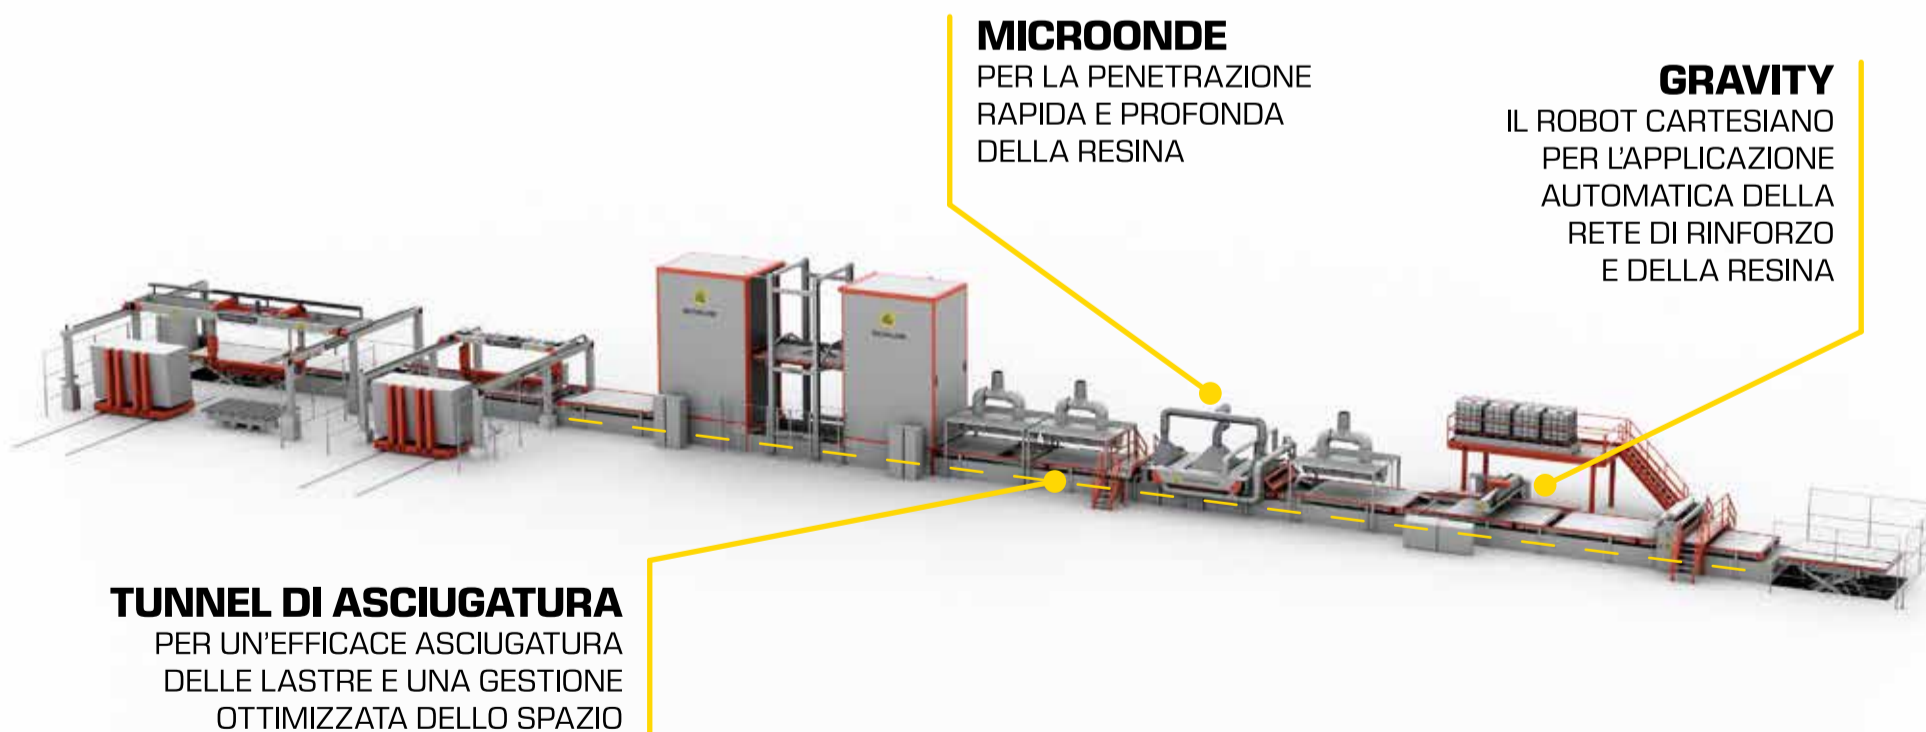 MICROONDE
PER LA PENETRAZIONE
RAPIDA E PROFONDA
DELLA RESINA
GRAVITY
IL ROBOT CARTESIANO
PER L'APPLICAZIONE
AUTOMATICA DELLA
RETE DI RINFORZO
E DELLA RESINA
TUNNEL DI ASCIUGATURA
PER UN'EFFICACE ASCIUGATURA
DELLE LASTRE E UNA GESTIONE
OTTIMIZZATA DELLO SPAZIO